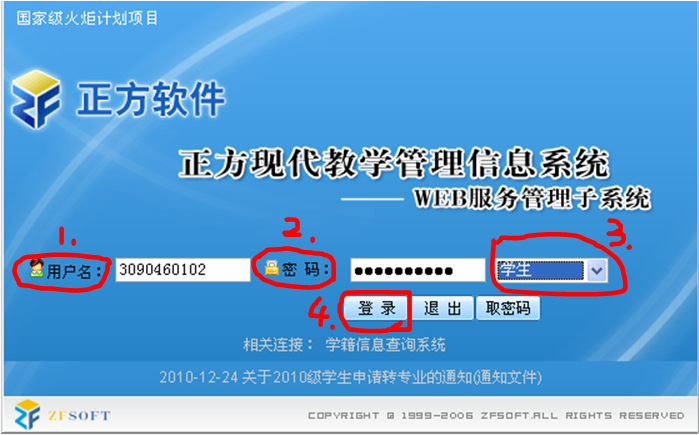 国家级火炬计划项目
ZF 正方软件
正方现代教学管理信息系统
——WEB服务管理子系统
1. 2. 3.
用户名： 3090460102 密 码： ●●●●●●●●●● 学生
4. 登 录 退 出 取密码
相关连接： 学籍信息查询系统
2010-12-24 关于2010级学生申请转专业的通知(通知文件)
ZF ZFSOFT COPYRIGHT @ 1999-2006 ZFSOFT.ALL RIGHTS RESERVED